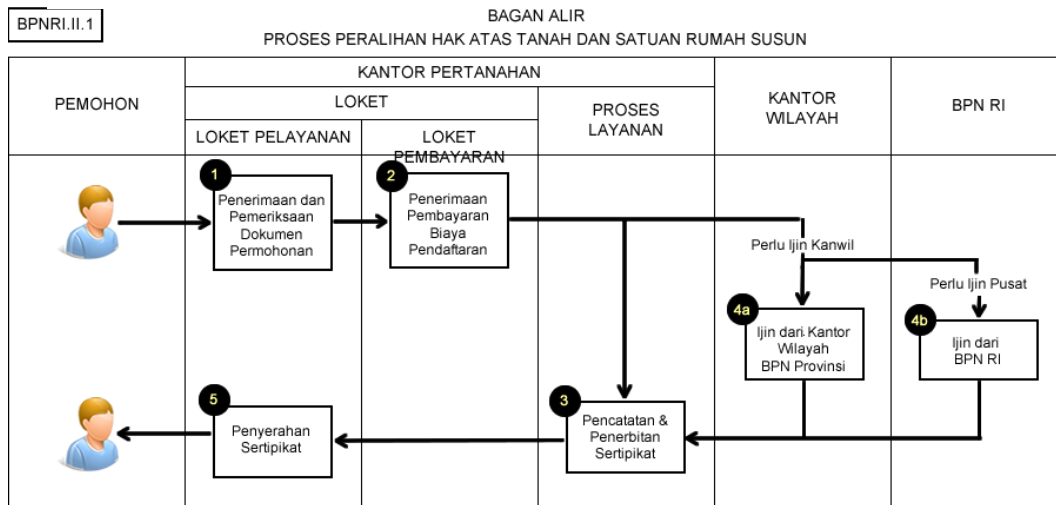 BPNRI.II.1
BAGAN ALIR
PROSES PERALIHAN HAK ATAS TANAH DAN SATUAN RUMAH SUSUN
PEMOHON
KANTOR PERTANAHAN
LOKET
LOKET PELAYANAN
LOKET
PEMBAYARAN
PROSES
LAYANAN
KANTOR
WILAYAH
BPN RI
1
Penerimaan dan
Pemeriksaan
Dokumen
Permohonan
2
Penerimaan
Pembayaran
Biaya
Pendaftaran
Perlu Ijin Kanwil
Perlu Ijin Pusat
4a
Ijin dari Kantor
Wilayah
BPN Provinsi
4b
Ijin dari
BPN RI
5
Penyerahan
Sertipikat
3
Pencatatan &
Penerbitan
Sertipikat